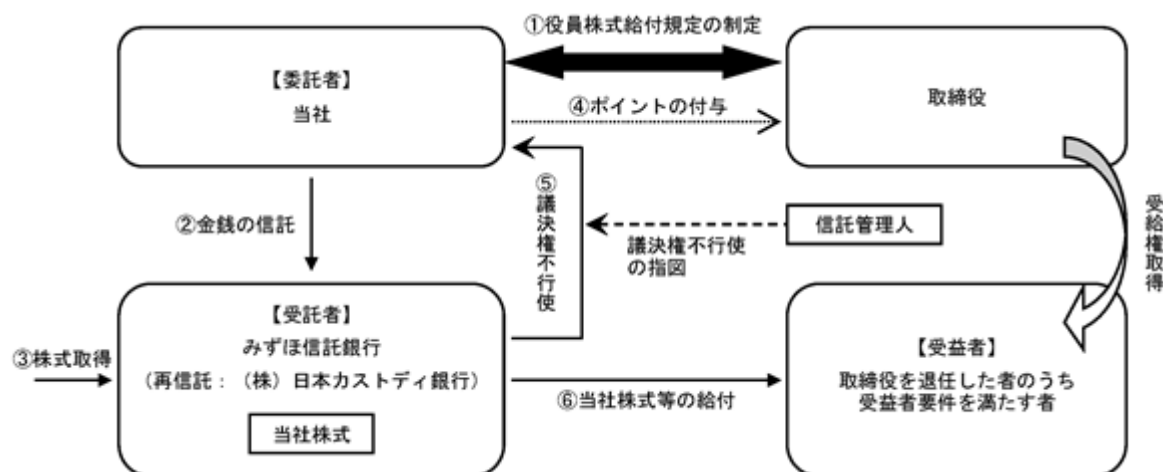 ①役員株式給付規定の制定
【委託者】
当社
取締役
④ポイントの付与
②金銭の信託
⑤議決権不行使
信託管理人
議決権不行使
の指図
受給権取得
【受託者】
みずほ信託銀行
(再信託：(株)日本カストディ銀行)
当社株式
③株式取得
⑥当社株式等の給付
【受益者】
取締役を退任した者のうち
受益者要件を満たす者